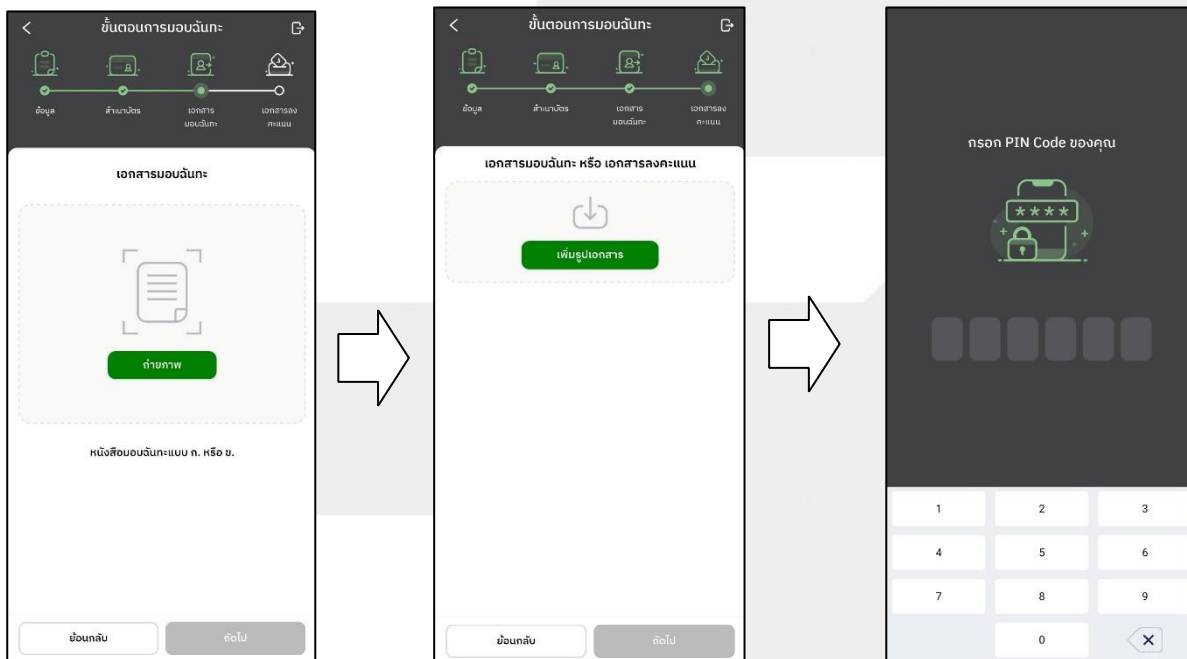 ขั้นตอนการมอบฉันทะ
ข้อมูล
สำเนาบัตร
เอกสาร
มอบฉันทะ
เอกสารลง
คะแนน
เอกสารมอบฉันทะ
ถ่ายภาพ
หนังสือมอบฉันทะแบบ ก. หรือ ข.
ย้อนกลับ
ถัดไป
ขั้นตอนการมอบฉันทะ
ข้อมูล
สำเนาบัตร
เอกสาร
มอบฉันทะ
เอกสารลง
คะแนน
เอกสารมอบฉันทะ หรือ เอกสารลงคะแนน
เพิ่มรูปเอกสาร
ย้อนกลับ
ถัดไป
กรอก PIN Code ของคุณ
****
1 2 3
4 5 6
7 8 9
0